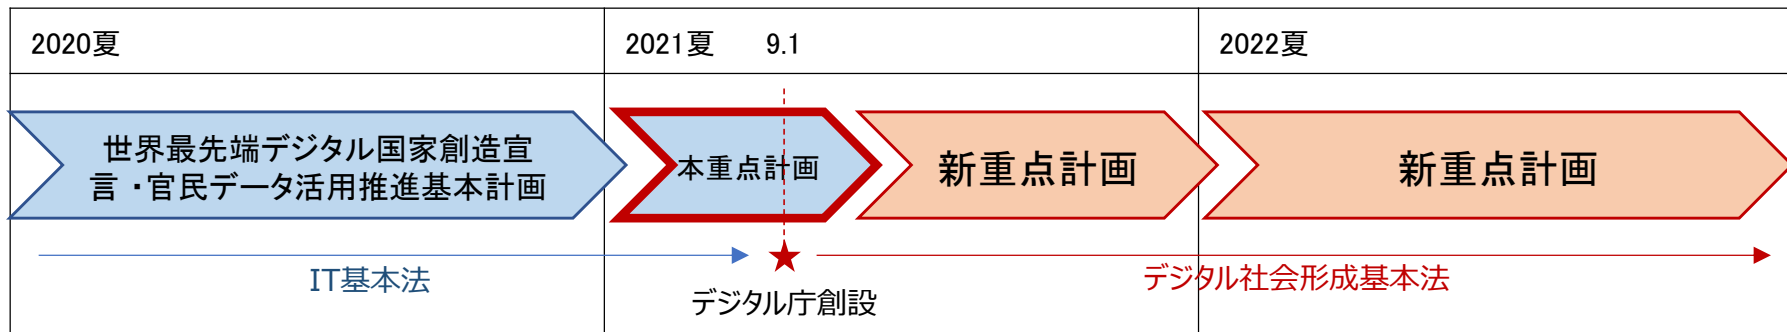 2020夏
2021夏 9.1
2022夏
世界最先端デジタル国家創造宣
言・官民データ活用推進基本計画
本重点計画
新重点計画
新重点計画
IT基本法
デジタル庁創設
デジタル社会形成基本法